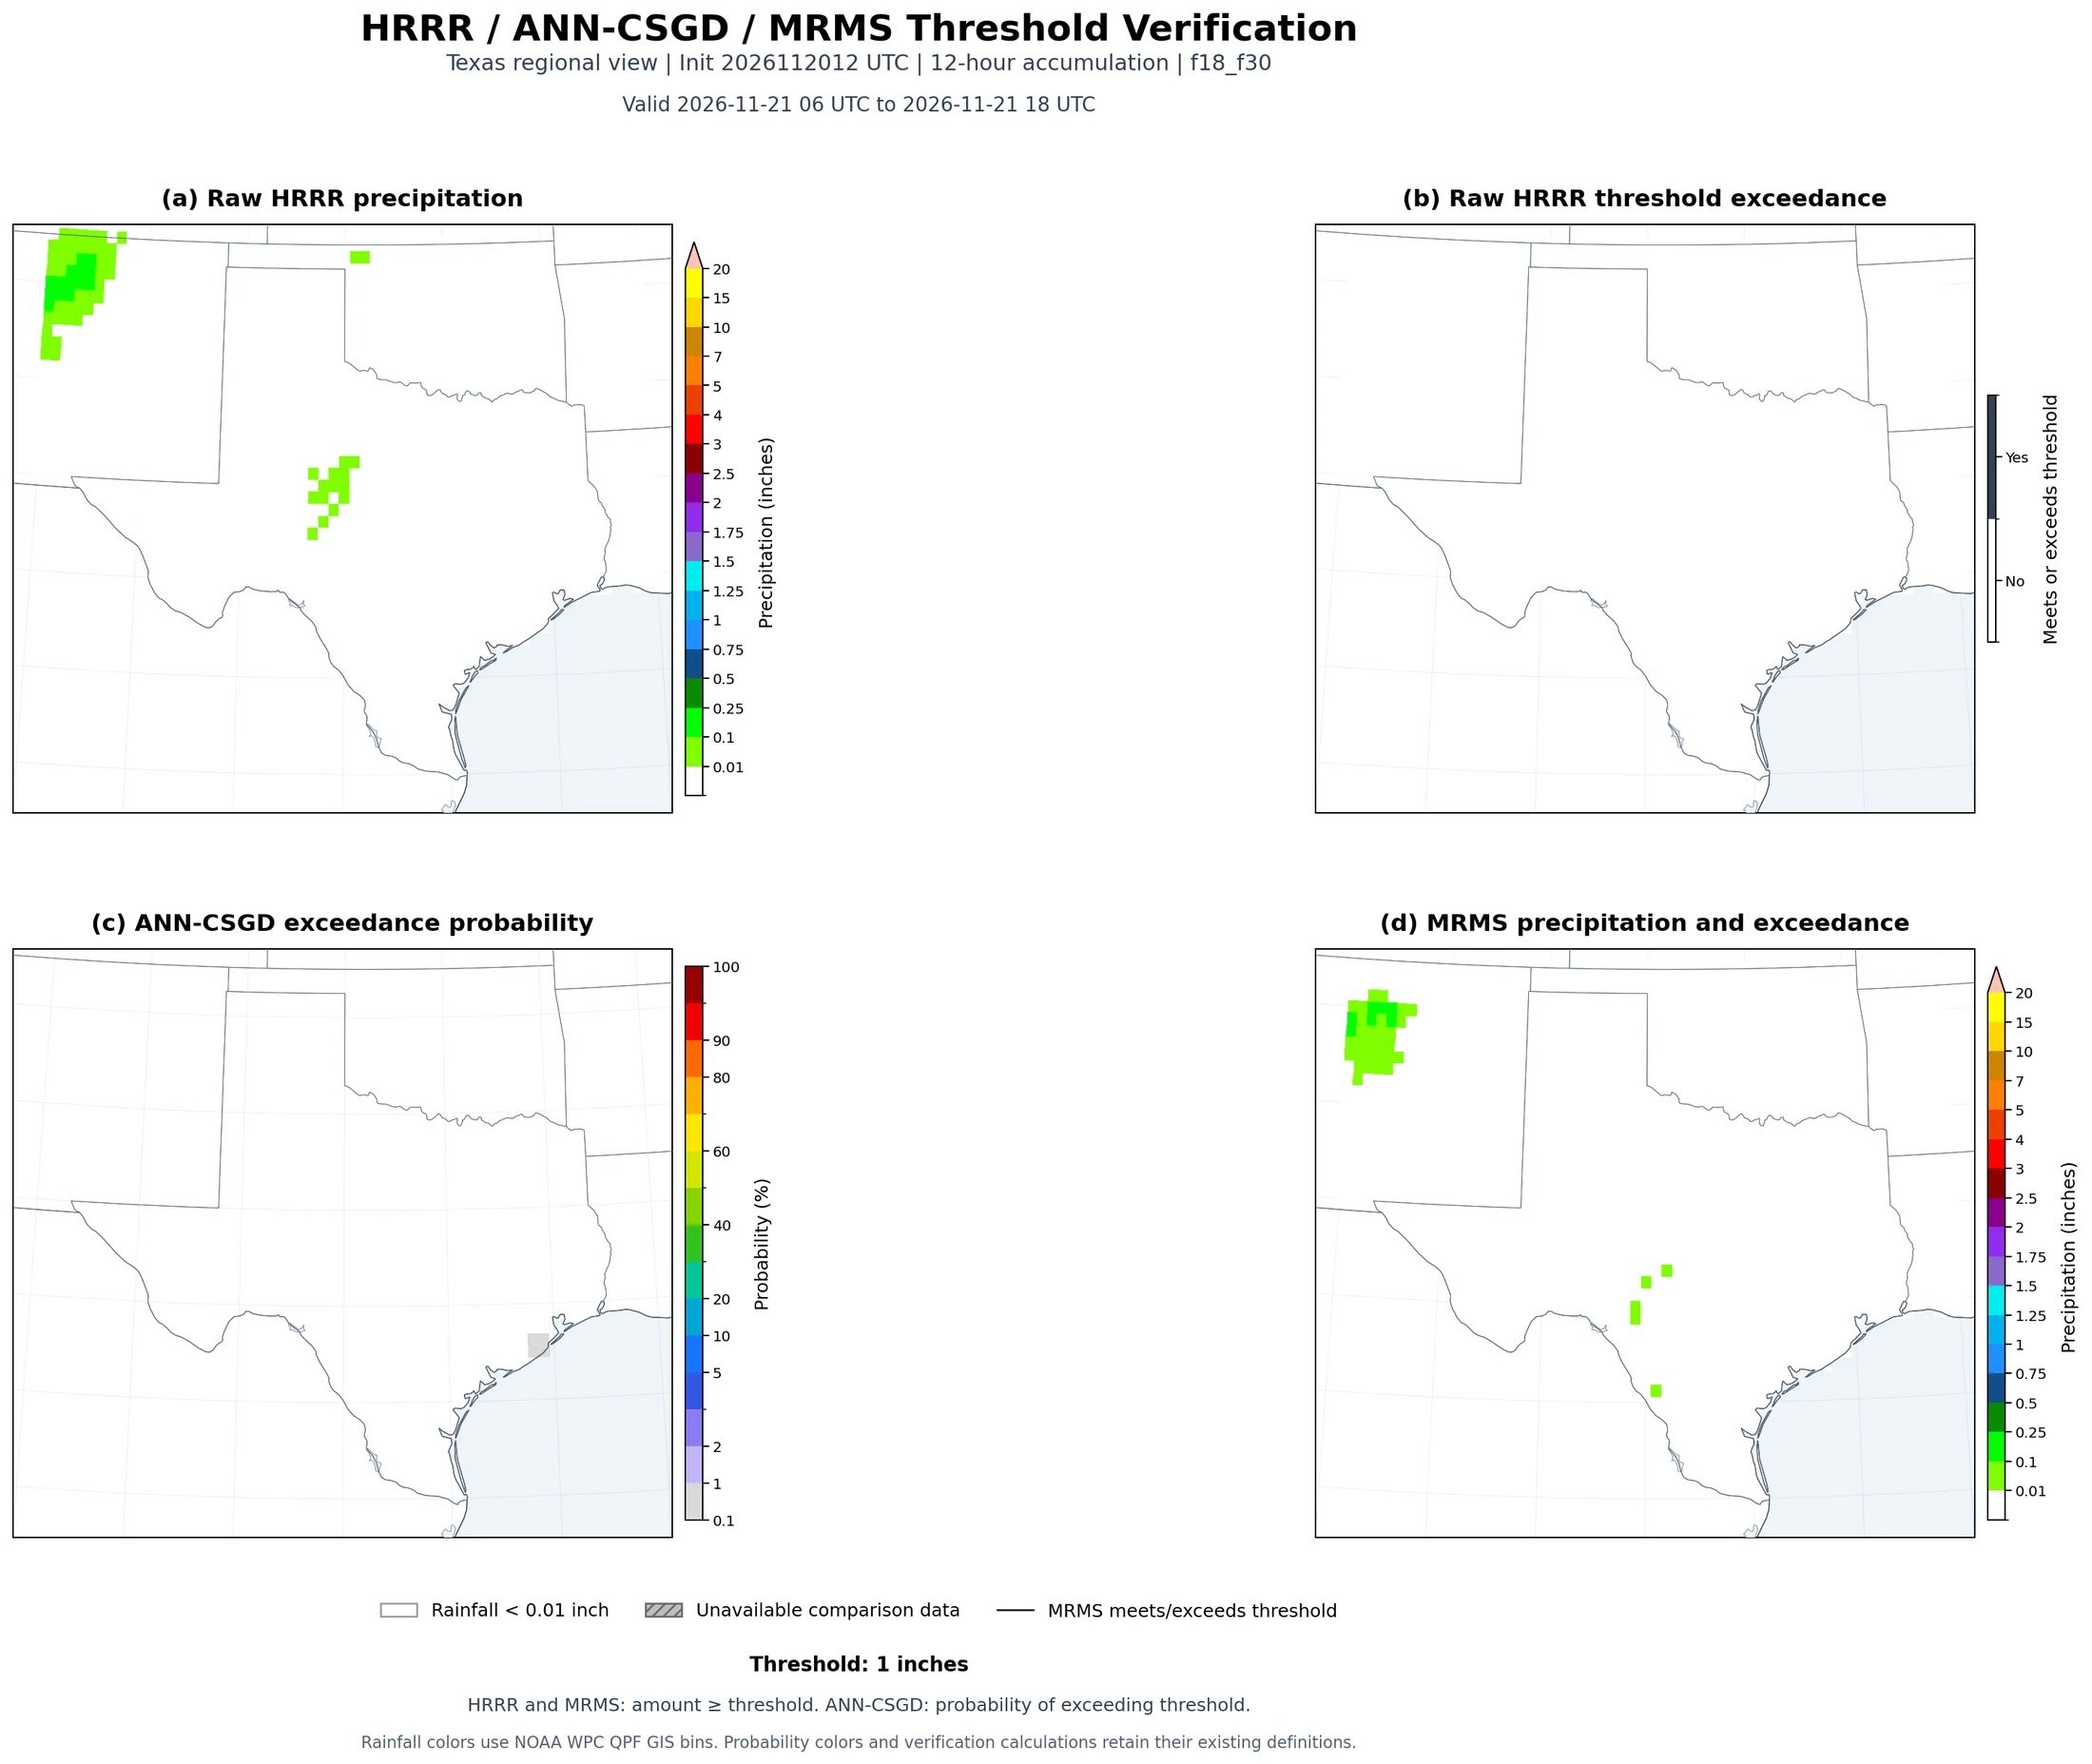 HRRR / ANN-CSGD / MRMS Threshold Verification
Texas regional view | Init 2026112012 UTC | 12-hour accumulation | f18_f30
Valid 2026-11-21 06 UTC to 2026-11-21 18 UTC
(a) Raw HRRR precipitation
20
15
10
7
5
4
3
2.5
2
1.75
1.5
1.25
1
0.75
0.5
0.25
0.1
0.01
Precipitation (inches)
(b) Raw HRRR threshold exceedance
Yes
No
Meets or exceeds threshold
(c) ANN-CSGD exceedance probability
100
90
80
60
40
20
10
5
2
1
0.1
Probability (%)
(d) MRMS precipitation and exceedance
20
15
10
7
5
4
3
2.5
2
1.75
1.5
1.25
1
0.75
0.5
0.25
0.1
0.01
Precipitation (inches)
Rainfall < 0.01 inch
Unavailable comparison data
MRMS meets/exceeds threshold
Threshold: 1 inches
HRRR and MRMS: amount ≥ threshold. ANN-CSGD: probability of exceeding threshold.
Rainfall colors use NOAA WPC QPF GIS bins. Probability colors and verification calculations retain their existing definitions.